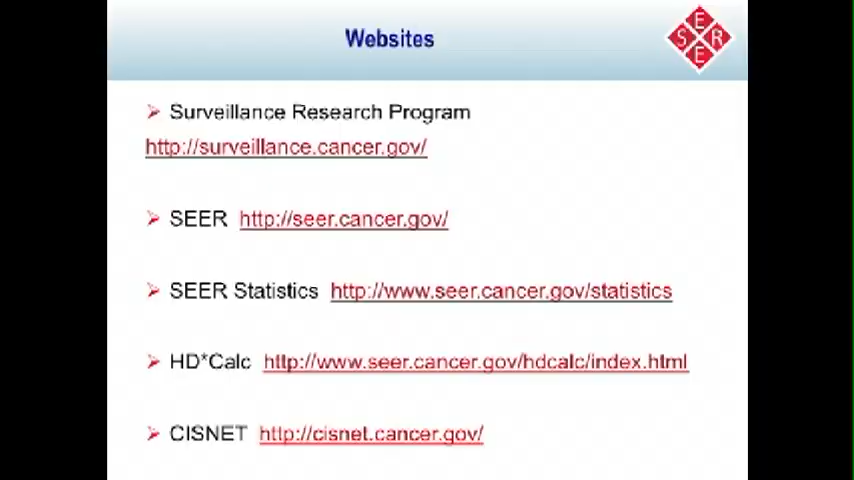 Websites
E
S R
E
Surveillance Research Program
http://surveillance.cancer.gov/
SEER http://seer.cancer.gov/
SEER Statistics http://www.seer.cancer.gov/statistics
HD*Calc http://www.seer.cancer.gov/hdcalc/index.html
CISNET http://cisnet.cancer.gov/